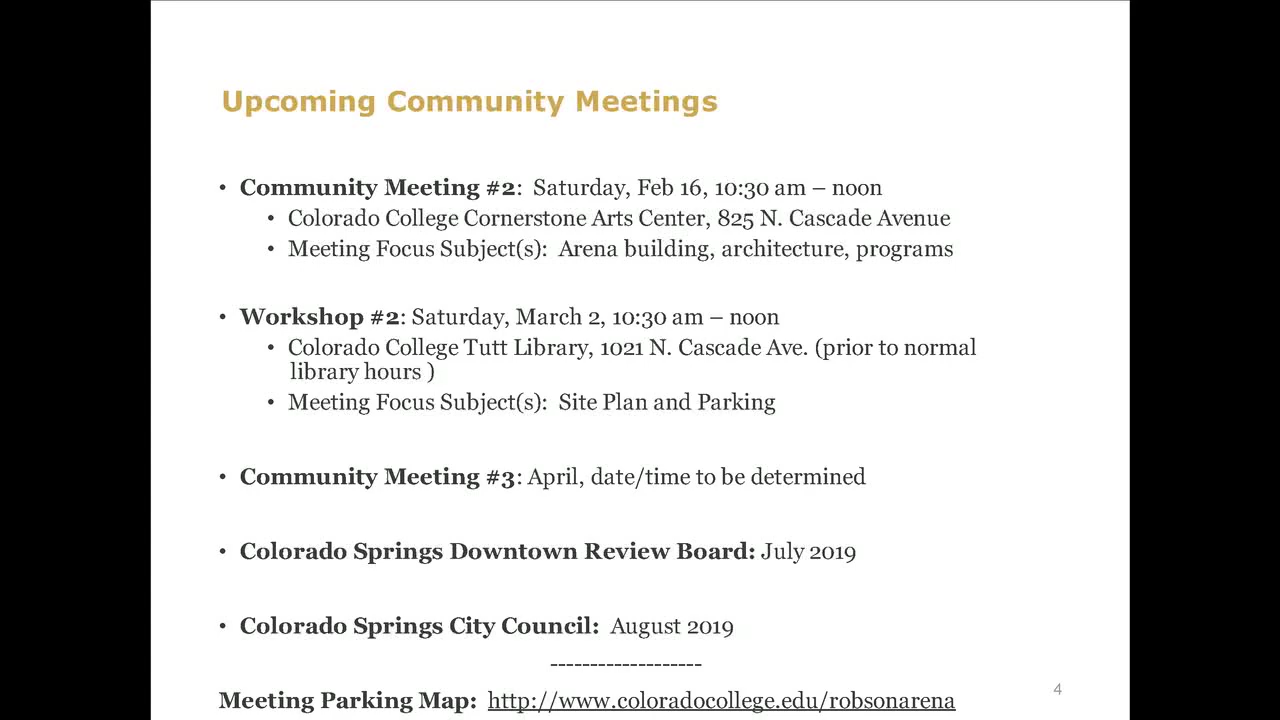 Upcoming Community Meetings
• Community Meeting #2:  Saturday, Feb 16, 10:30 am – noon
• Colorado College Cornerstone Arts Center, 825 N. Cascade Avenue
• Meeting Focus Subject(s):  Arena building, architecture, programs
• Workshop #2: Saturday, March 2, 10:30 am – noon
• Colorado College Tutt Library, 1021 N. Cascade Ave. (prior to normal
library hours )
• Meeting Focus Subject(s):  Site Plan and Parking
• Community Meeting #3: April, date/time to be determined
• Colorado Springs Downtown Review Board: July 2019
• Colorado Springs City Council:  August 2019
-------------------
4
Meeting Parking Map:  http://www.coloradocollege.edu/robsonarena